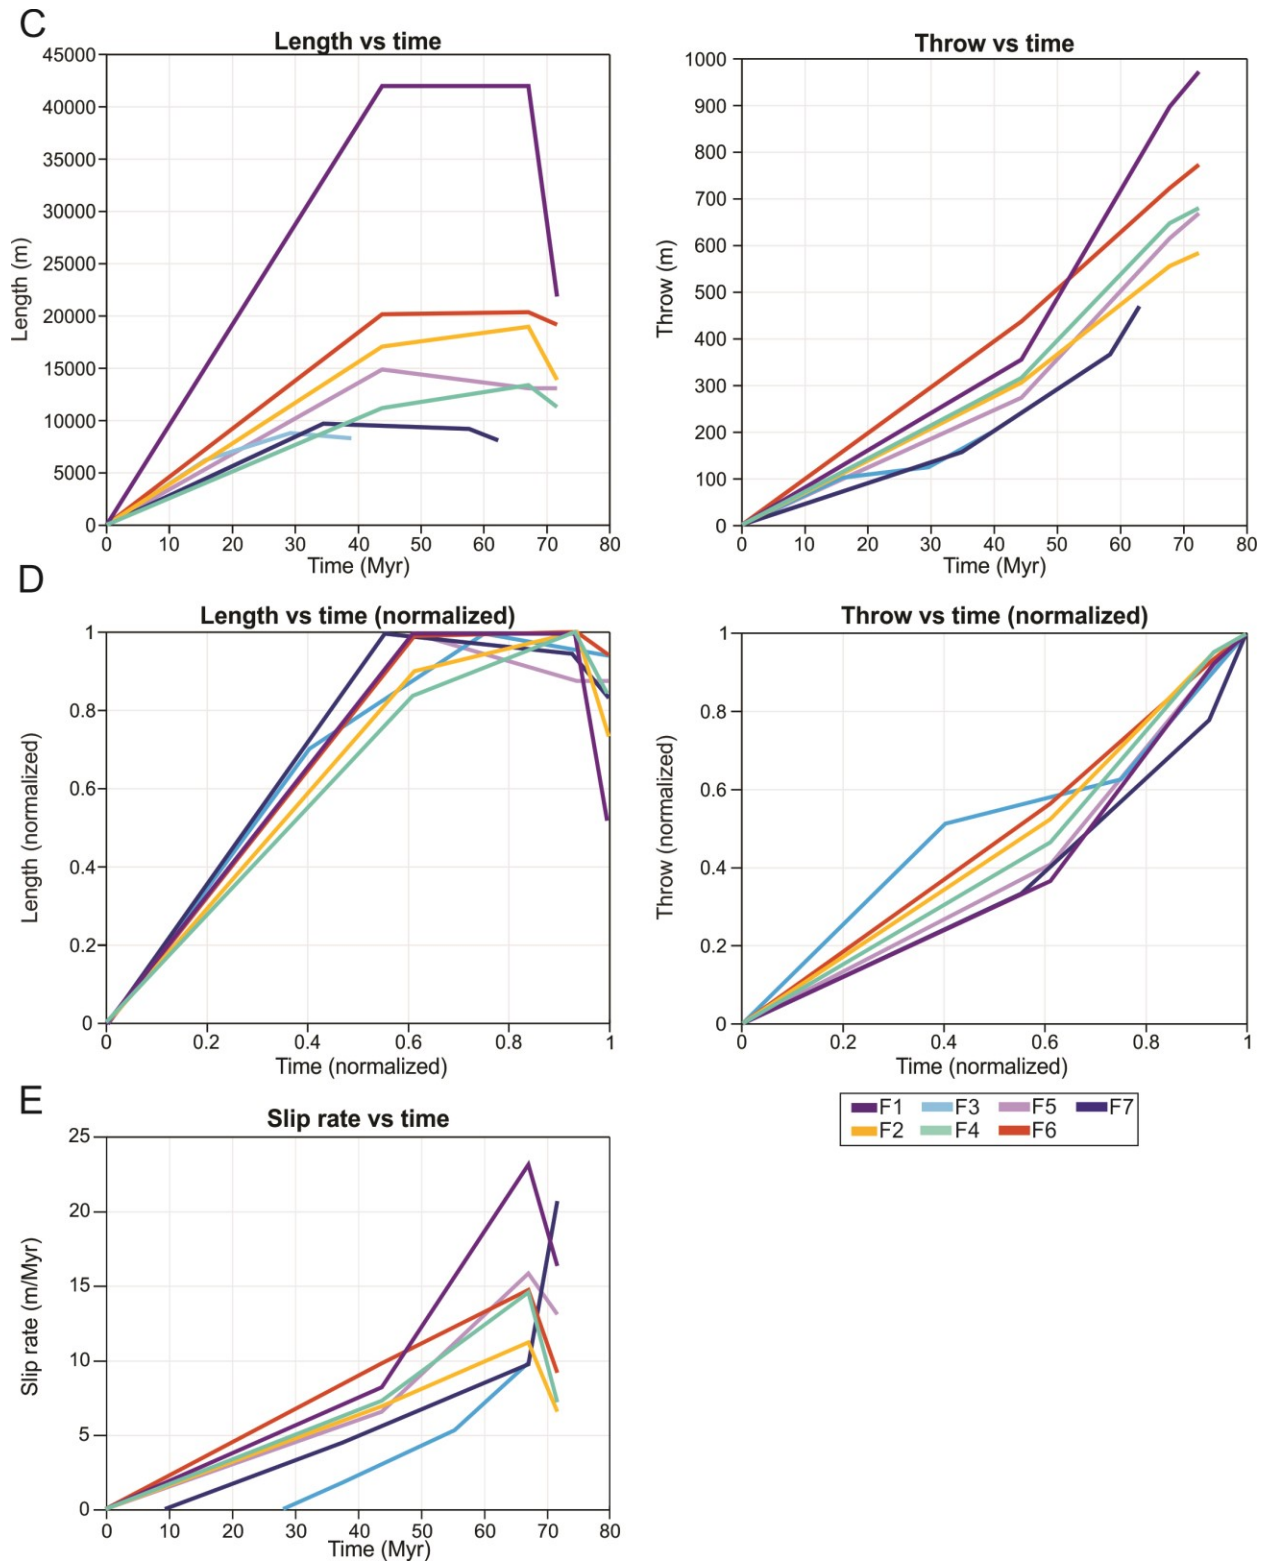 C
Length vs time
45000
40000
35000
30000
25000
20000
15000
10000
5000
0
Length (m)
0 10 20 30 40 50 60 70 80
Time (Myr)
Throw vs time
1000
900
800
700
600
500
400
300
200
100
0
Throw (m)
0 10 20 30 40 50 60 70 80
Time (Myr)
D
Length vs time (normalized)
1
0.8
0.6
0.4
0.2
0
Length (normalized)
0 0.2 0.4 0.6 0.8 1
Time (normalized)
Throw vs time (normalized)
1
0.8
0.6
0.4
0.2
0
Throw (normalized)
0 0.2 0.4 0.6 0.8 1
Time (normalized)
F1 F3 F5 F7
F2 F4 F6
E
Slip rate vs time
25
20
15
10
5
0
Slip rate (m/Myr)
0 10 20 30 40 50 60 70 80
Time (Myr)